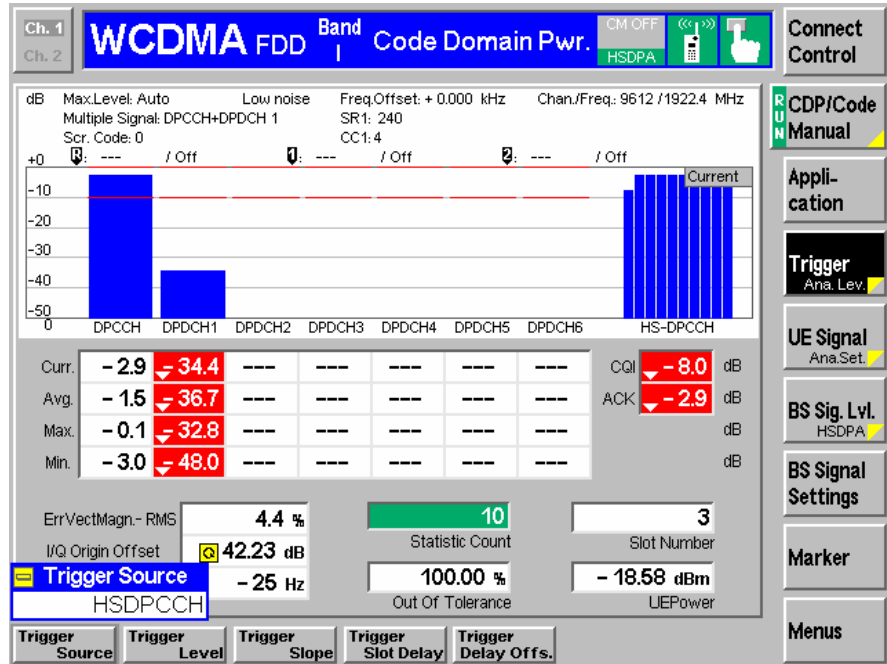 Ch. 1
Ch. 2
WCDMA FDD Band I Code Domain Pwr.
CM OFF
HSDPA
Connect Control
dB Max.Level: Auto Low noise Freq.Offset: + 0.000 kHz Chan./Freq.: 9612 /1922.4 MHz
Multiple Signal: DPCCH+DPDCH 1 SR1: 240
Scr. Code: 0 CC1: 4
R: --- / Off 1: --- / Off 2: --- / Off
Current
+0
-10
-20
-30
-40
-50
0 DPCCH DPDCH1 DPDCH2 DPDCH3 DPDCH4 DPDCH5 DPDCH6 HS-DPCCH
Curr. - 2.9 - 34.4 --- --- --- --- --- CQI - 8.0 dB
Avg. - 1.5 - 36.7 --- --- --- --- --- ACK - 2.9 dB
Max. - 0.1 - 32.8 --- --- --- --- --- dB
Min. - 3.0 - 48.0 --- --- --- --- --- dB
ErrVectMagn.- RMS 4.4 % 10 3
Statistic Count Slot Number
I/Q Origin Offset 42.23 dB
- 25 Hz 100.00 % - 18.58 dBm
Out Of Tolerance UEPower
Trigger Source
HSDPCCH
Trigger Source
Trigger Level
Trigger Slope
Trigger Slot Delay
Trigger Delay Offs.
RUN
CDP/Code Manual
Appli-
cation
Trigger
Ana. Lev.
UE Signal
Ana.Set.
BS Sig. Lvl.
HSDPA
BS Signal Settings
Marker
Menus